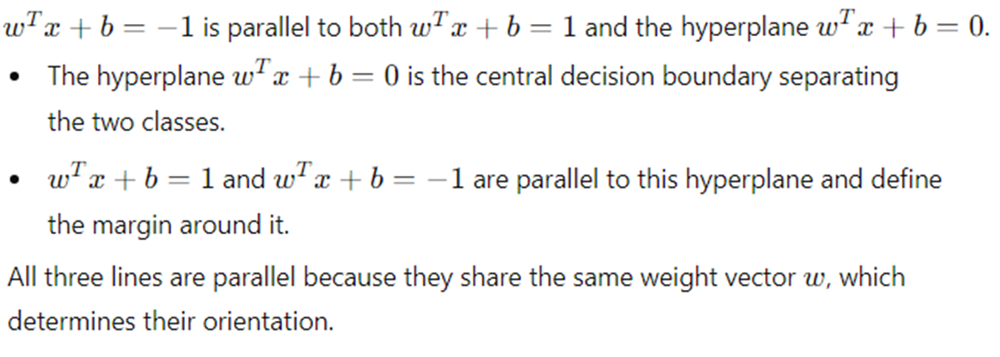 w^T x + b = −1 is parallel to both w^T x + b = 1 and the hyperplane w^T x + b = 0.
• The hyperplane w^T x + b = 0 is the central decision boundary separating
the two classes.
• w^T x + b = 1 and w^T x + b = −1 are parallel to this hyperplane and define
the margin around it.
All three lines are parallel because they share the same weight vector w, which
determines their orientation.